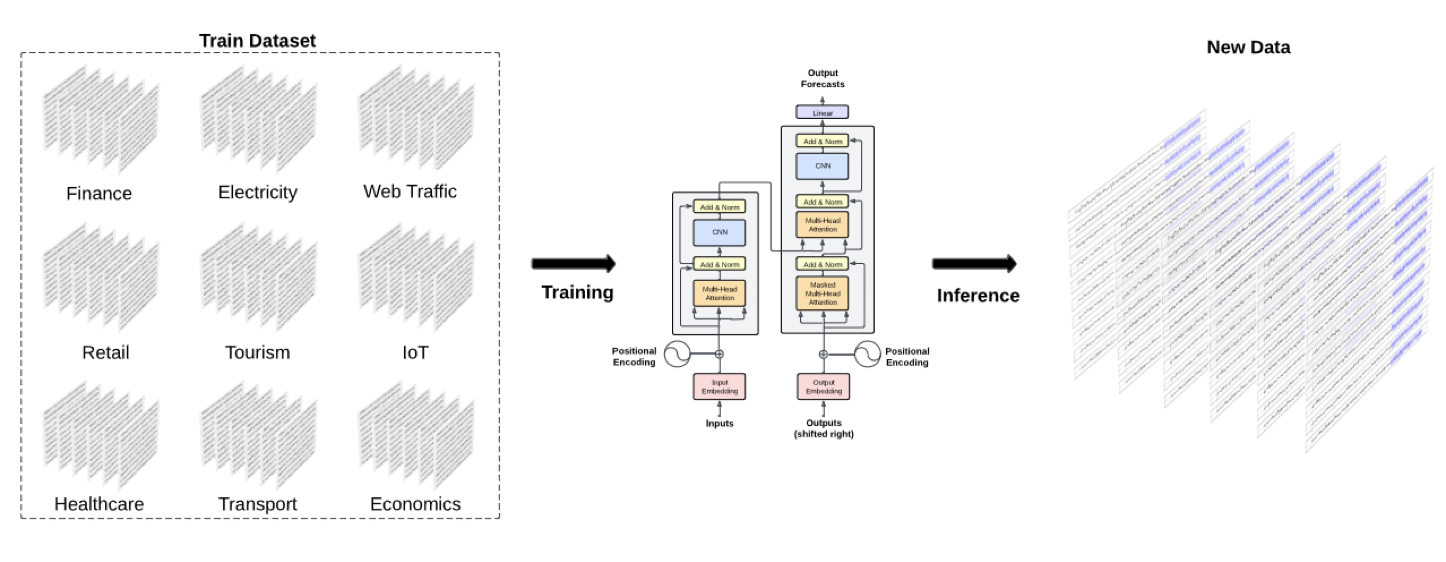 Train Dataset
Finance
Electricity
Web Traffic
Retail
Tourism
IoT
Healthcare
Transport
Economics
Training
Output
Forecasts
Linear
Add & Norm
CNN
Add & Norm
Multi-Head
Attention
Add & Norm
Masked
Multi-Head
Attention
Positional
Encoding
Output
Embedding
Outputs
(shifted right)
Add & Norm
CNN
Add & Norm
Multi-Head
Attention
Positional
Encoding
Input
Embedding
Inputs
Inference
New Data